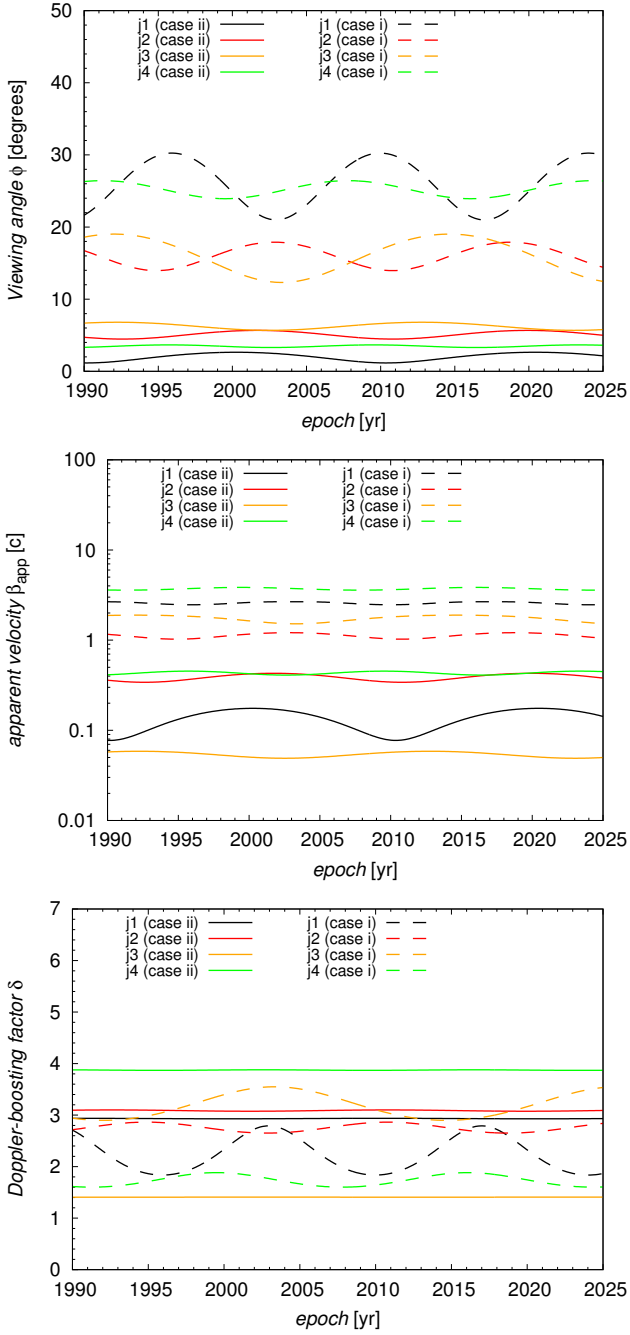 50
40
30
20
10
0
Viewing angle ϕ [degrees]
j1 (case ii)
j2 (case ii)
j3 (case ii)
j4 (case ii)
j1 (case i)
j2 (case i)
j3 (case i)
j4 (case i)
1990 1995 2000 2005 2010 2015 2020 2025
epoch [yr]
100
10
1
0.1
0.01
apparent velocity βapp [c]
j1 (case ii)
j2 (case ii)
j3 (case ii)
j4 (case ii)
j1 (case i)
j2 (case i)
j3 (case i)
j4 (case i)
1990 1995 2000 2005 2010 2015 2020 2025
epoch [yr]
7
6
5
4
3
2
1
0
Doppler-boosting factor δ
j1 (case ii)
j2 (case ii)
j3 (case ii)
j4 (case ii)
j1 (case i)
j2 (case i)
j3 (case i)
j4 (case i)
1990 1995 2000 2005 2010 2015 2020 2025
epoch [yr]